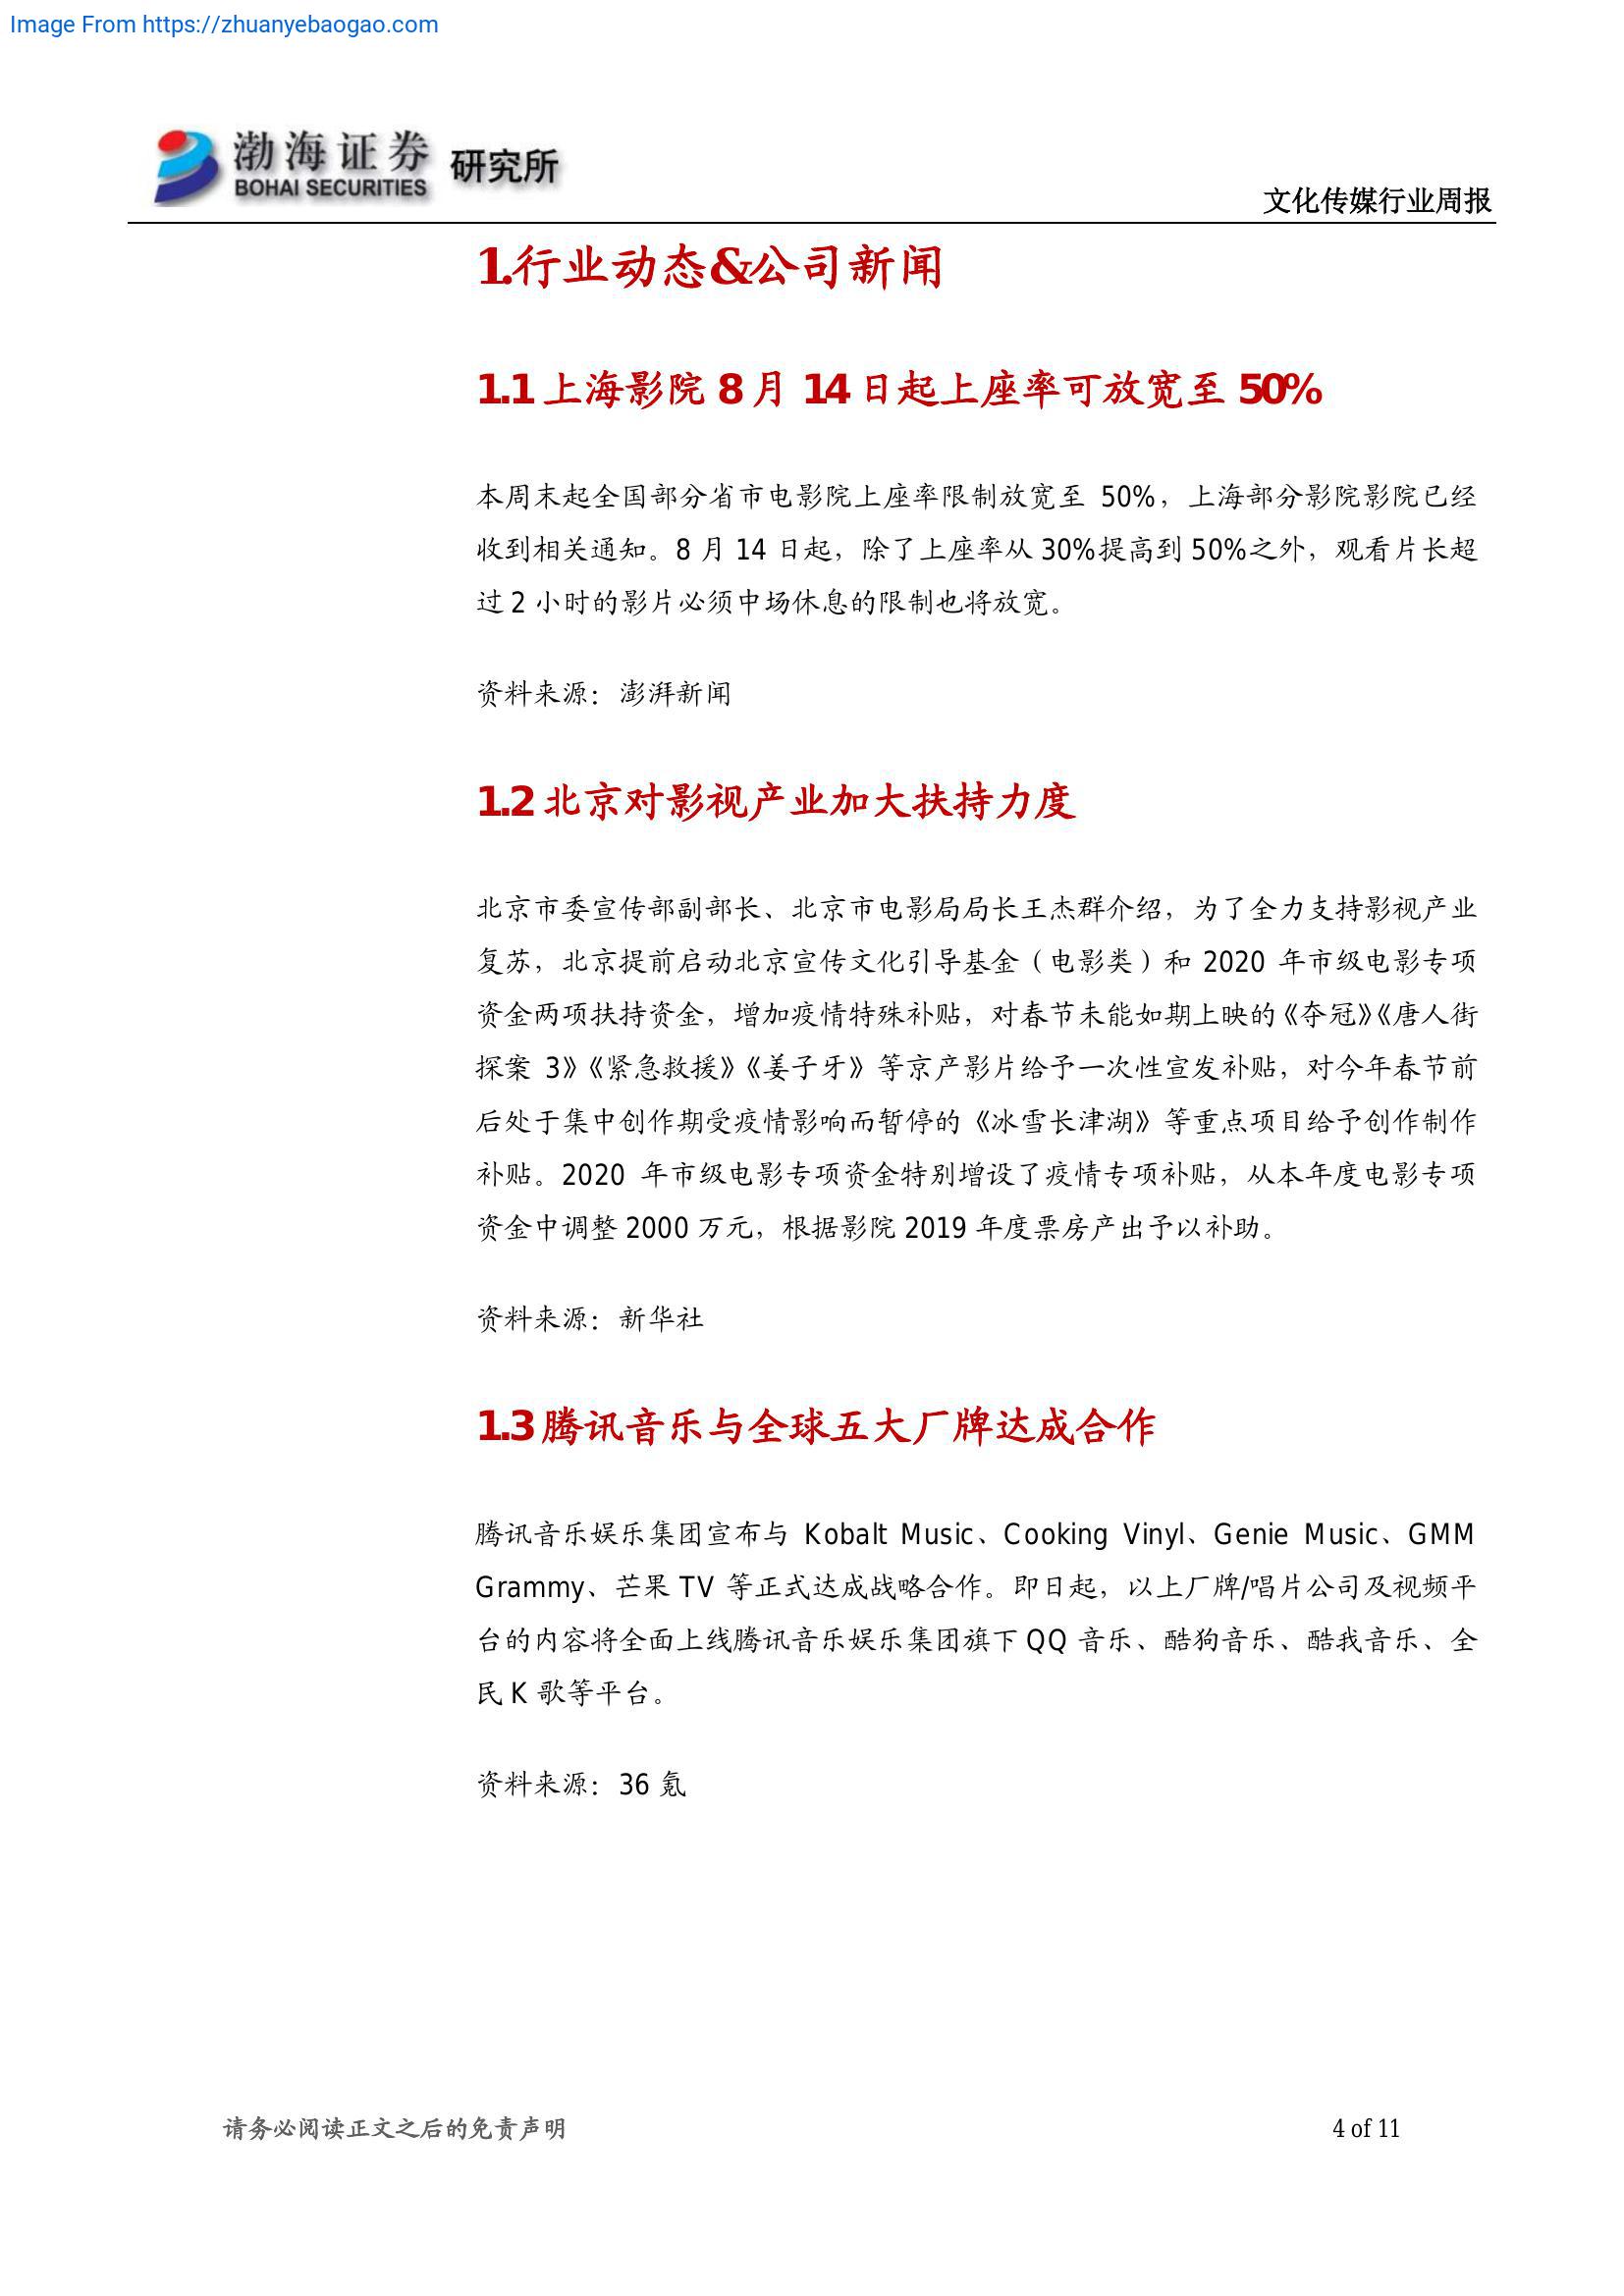 Image From https://zhuanyebaogao.com
渤海证券 研究所
BOHAI SECURITIES
文化传媒行业周报
1.行业动态&公司新闻
1.1 上海影院 8 月 14 日起上座率可放宽至 50%
本周末起全国部分省市电影院上座率限制放宽至 50%，上海部分影院影院已经
收到相关通知。8 月 14 日起，除了上座率从 30%提高到 50%之外，观看片长超
过 2 小时的影片必须中场休息的限制也将放宽。
资料来源：澎湃新闻
1.2 北京对影视产业加大扶持力度
北京市委宣传部副部长、北京市电影局局长王杰群介绍，为了全力支持影视产业
复苏，北京提前启动北京宣传文化引导基金（电影类）和 2020 年市级电影专项
资金两项扶持资金，增加疫情特殊补贴，对春节未能如期上映的《夺冠》《唐人街
探案 3》《紧急救援》《姜子牙》等京产影片给予一次性宣发补贴，对今年春节前
后处于集中创作期受疫情影响而暂停的《冰雪长津湖》等重点项目给予创作制作
补贴。2020 年市级电影专项资金特别增设了疫情专项补贴，从本年度电影专项
资金中调整 2000 万元，根据影院 2019 年度票房产出予以补助。
资料来源：新华社
1.3 腾讯音乐与全球五大厂牌达成合作
腾讯音乐娱乐集团宣布与 Kobalt Music、Cooking Vinyl、Genie Music、GMM
Grammy、芒果 TV 等正式达成战略合作。即日起，以上厂牌/唱片公司及视频平
台的内容将全面上线腾讯音乐娱乐集团旗下 QQ 音乐、酷狗音乐、酷我音乐、全
民 K 歌等平台。
资料来源：36 氪
请务必阅读正文之后的免责声明
4 of 11